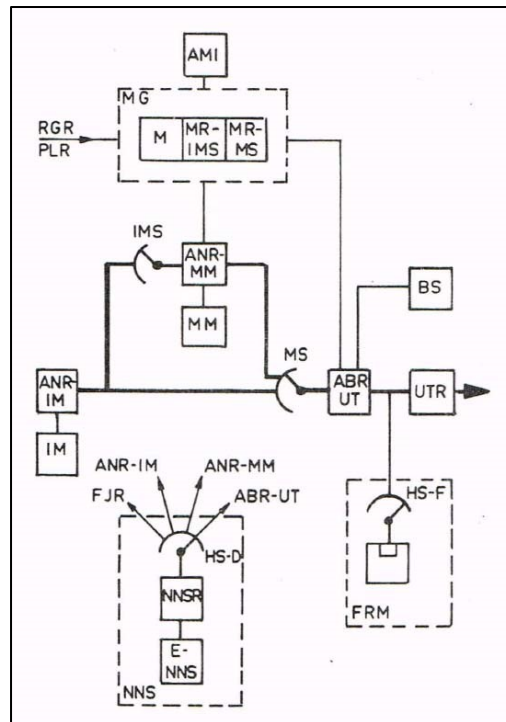 AMI
MG
RGR
PLR
M
MR-
IMS
MR-
MS
IMS
ANR-
MM
MM
BS
MS
ANR-
IM
ABR
UT
UTR
IM
ANR-IM
ANR-MM
FJR
ABR-UT
HS-F
HS-D
NNSR
FRM
E-
NNS
NNS